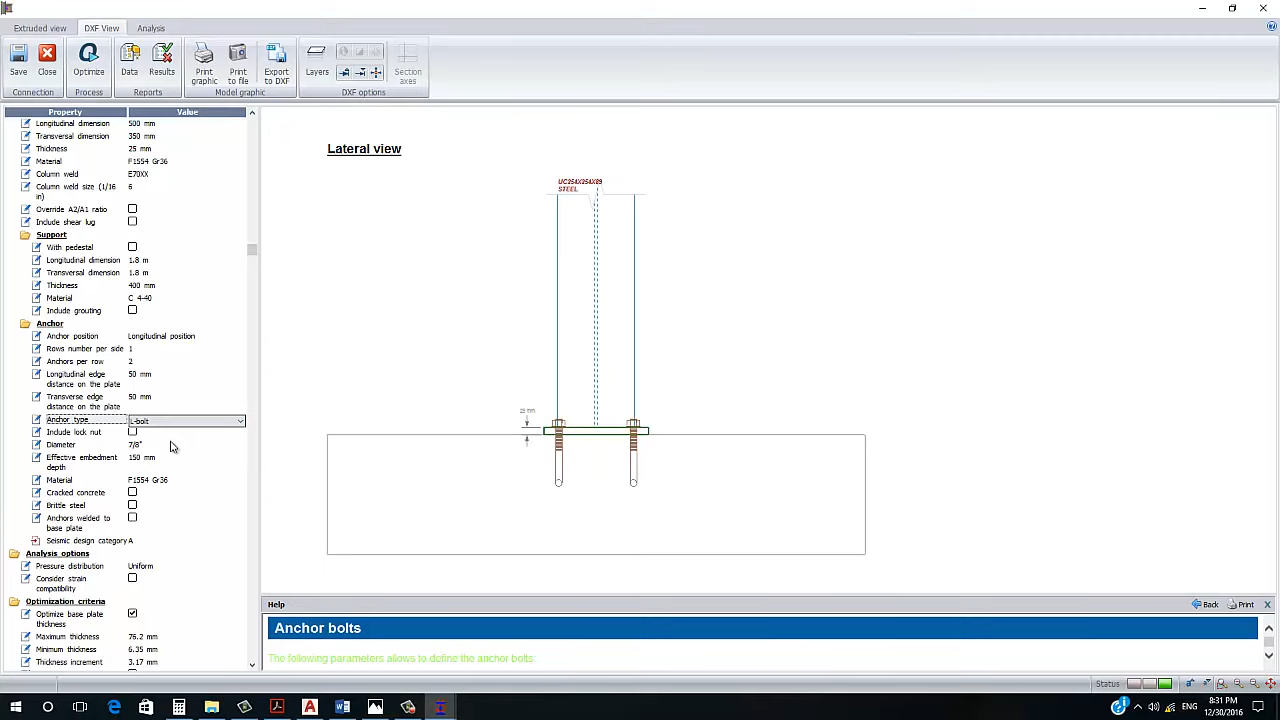 Extruded view DXF View Analysis
Save Close Optimize Data Results Print graphic Print to file Export to DXF Layers Section axes
Connection Process Reports Model graphic DXF options
Property Value
Longitudinal dimension 500 mm
Transversal dimension 350 mm
Thickness 25 mm
Material F1554 Gr36
Column weld E70XX
Column weld size (1/16 6
in)
Override A2/A1 ratio
Include shear lug
Support
With pedestal
Longitudinal dimension 1.8 m
Transversal dimension 1.8 m
Thickness 400 mm
Material C 4-40
Include grouting
Anchor
Anchor position Longitudinal position
Rows number per side 1
Anchors per row 2
Longitudinal edge 50 mm
distance on the plate
Transverse edge 50 mm
distance on the plate
Anchor type L-bolt
Include lock nut
Diameter 7/8"
Effective embedment 150 mm
depth
Material F1554 Gr36
Cracked concrete
Brittle steel
Anchors welded to
base plate
Seismic design category A
Analysis options
Pressure distribution Uniform
Consider strain
compatibility
Optimization criteria
Optimize base plate
thickness
Maximum thickness 76.2 mm
Minimum thickness 6.35 mm
Thickness increment 3.17 mm
Lateral view
UC254X254X89
STEEL
25 mm
Help Back Print X
Anchor bolts
The following parameters allows to define the anchor bolts:
Status
ENG 8:31 PM
12/30/2016